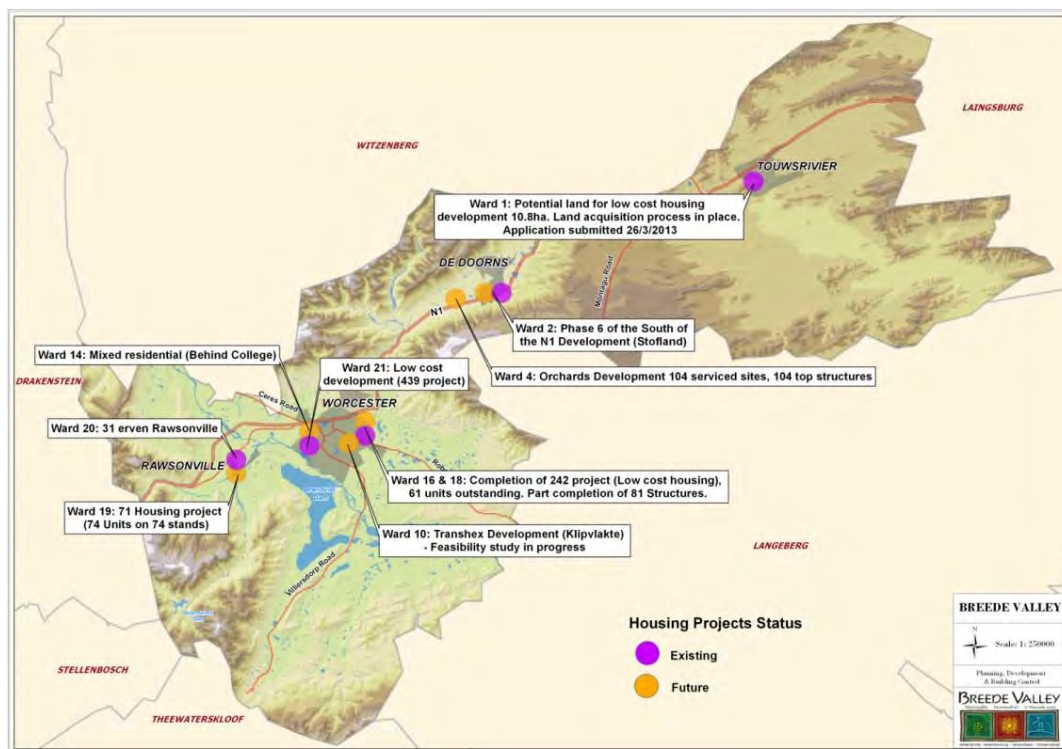 LAINGSBURG
WITZENBERG
TOUWSRIVIER
Ward 1: Potential land for low cost housing
development 10.8ha. Land acquisition process in place.
Application submitted 26/3/2013
DE DOORNS
Montagu Road
N1
Ward 2: Phase 6 of the South of
the N1 Development (Stofland)
Ward 14: Mixed residential (Behind College)
Ward 21: Low cost
development (439 project)
Ward 4: Orchards Development 104 serviced sites, 104 top structures
DRAKENSTEIN
Ceres Road
WORCESTER
Ward 20: 31 erven Rawsonville
RAWSONVILLE
Ward 16 & 18: Completion of 242 project (Low cost housing),
61 units outstanding. Part completion of 81 Structures.
Ward 19: 71 Housing project
(74 Units on 74 stands)
Ward 10: Transhex Development (Klipvlakte)
- Feasibility study in progress
LANGEBERG
Villiersdorp Road
Housing Projects Status
Existing
Future
STELLENBOSCH
THEEWATERSKLOOF
BREEDE VALLEY
N
Scale: 1: 250000
Planning, Development
& Building Control
BREEDE VALLEY